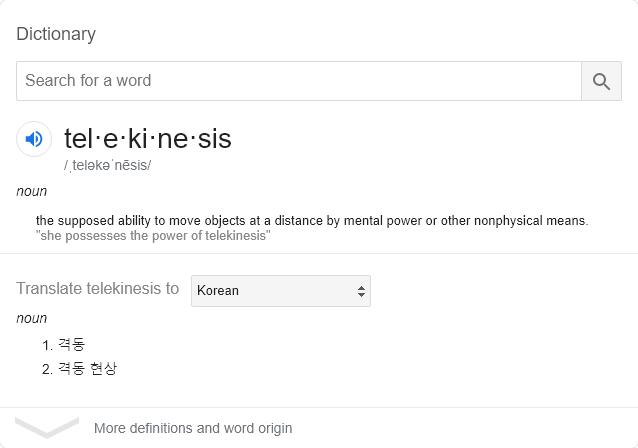 Dictionary
Search for a word
tel·e·ki·ne·sis
/ˌteləkəˈnēsis/
noun
the supposed ability to move objects at a distance by mental power or other nonphysical means.
"she possesses the power of telekinesis"
Translate telekinesis to Korean
noun
1. 격동
2. 격동 현상
More definitions and word origin